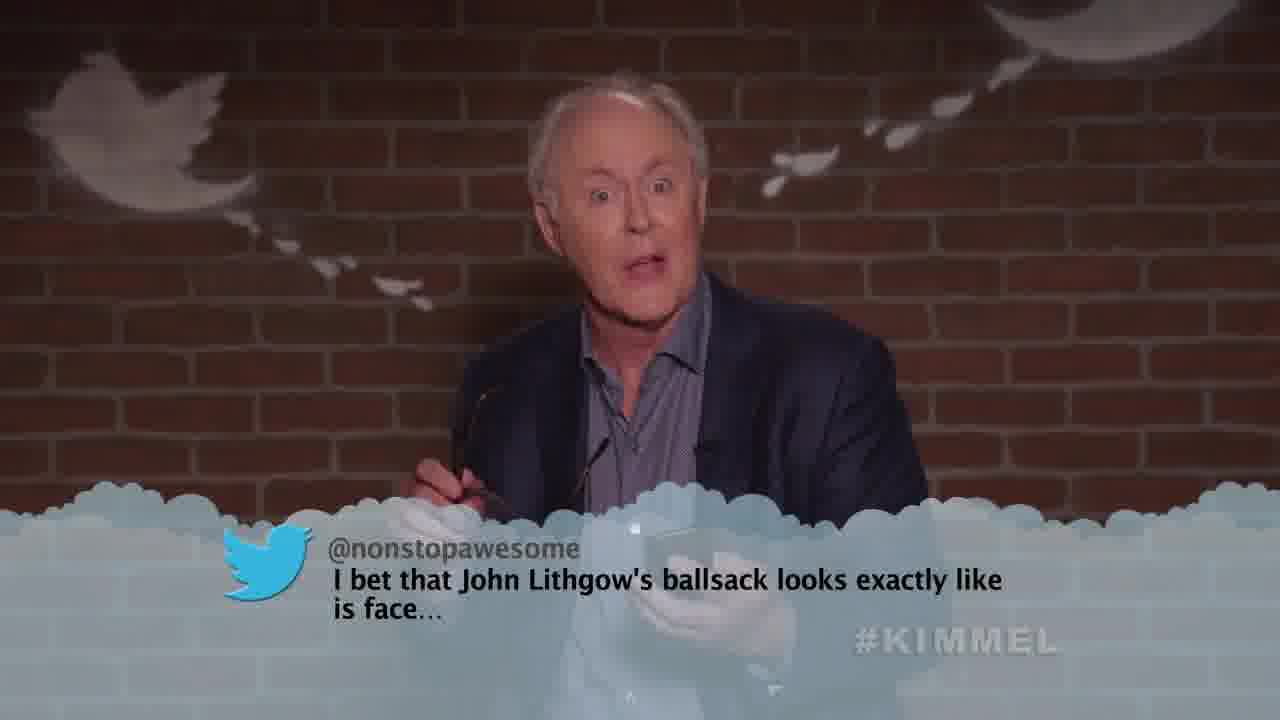 @nonstopawesome
I bet that John Lithgow's ballsack looks exactly like
is face...
#KIMMEL